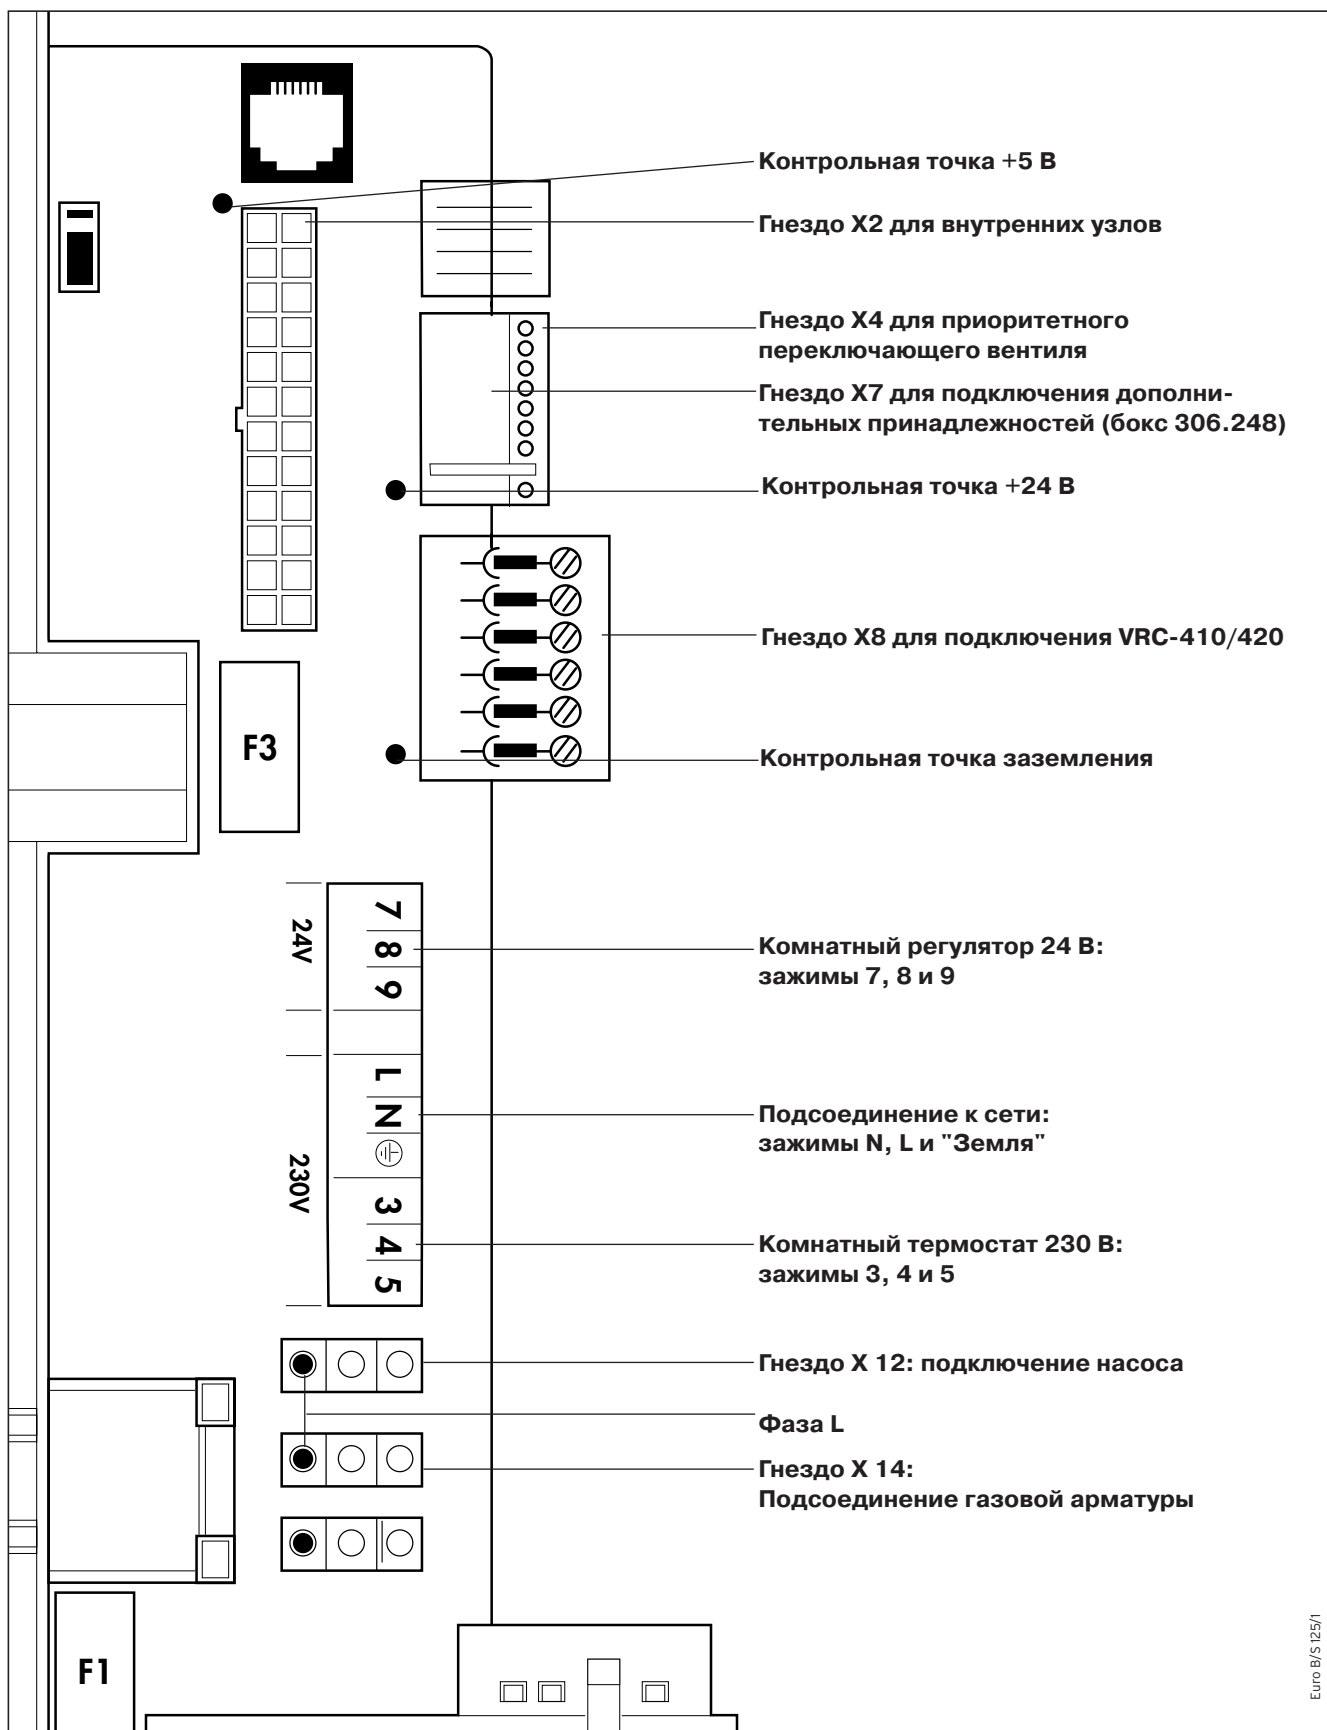 Контрольная точка +5 В
Гнездо X2 для внутренних узлов
Гнездо X4 для приоритетного
переключающего вентиля
Гнездо X7 для подключения дополни-
тельных принадлежностей (бокс 306.248)
Контрольная точка +24 В
Гнездо X8 для подключения VRC-410/420
F3
Контрольная точка заземления
24V
7
8
9
Комнатный регулятор 24 В:
зажимы 7, 8 и 9
230V
L
N
Подсоединение к сети:
зажимы N, L и "Земля"
3
4
5
Комнатный термостат 230 В:
зажимы 3, 4 и 5
Гнездо X 12: подключение насоса
Фаза L
Гнездо X 14:
Подсоединение газовой арматуры
F1
Euro B/S 125/1